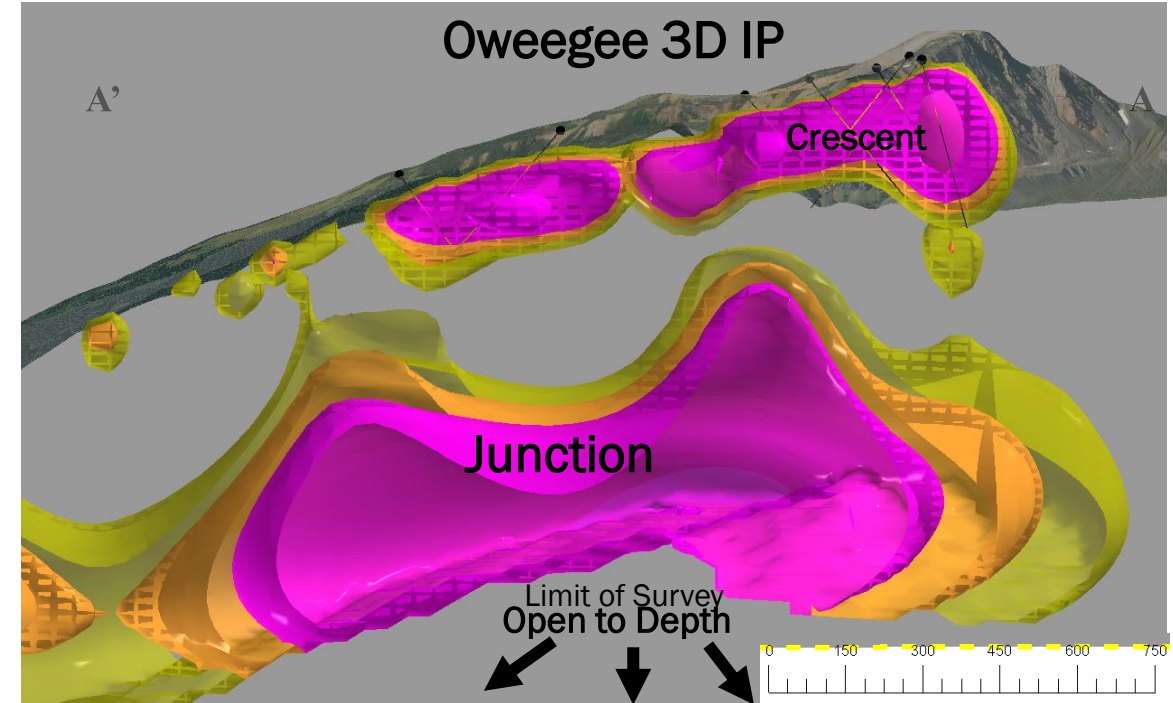 Oweegee 3D IP
A’
A
Crescent
Junction
Limit of Survey
Open to Depth
0 150 300 450 600 750